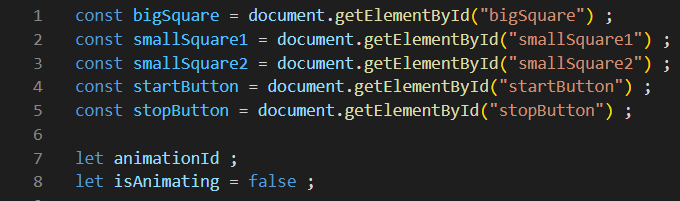 1 const bigSquare = document.getElementById("bigSquare") ;
2 const smallSquare1 = document.getElementById("smallSquare1") ;
3 const smallSquare2 = document.getElementById("smallSquare2") ;
4 const startButton = document.getElementById("startButton") ;
5 const stopButton = document.getElementById("stopButton") ;
6
7 let animationId ;
8 let isAnimating = false ;